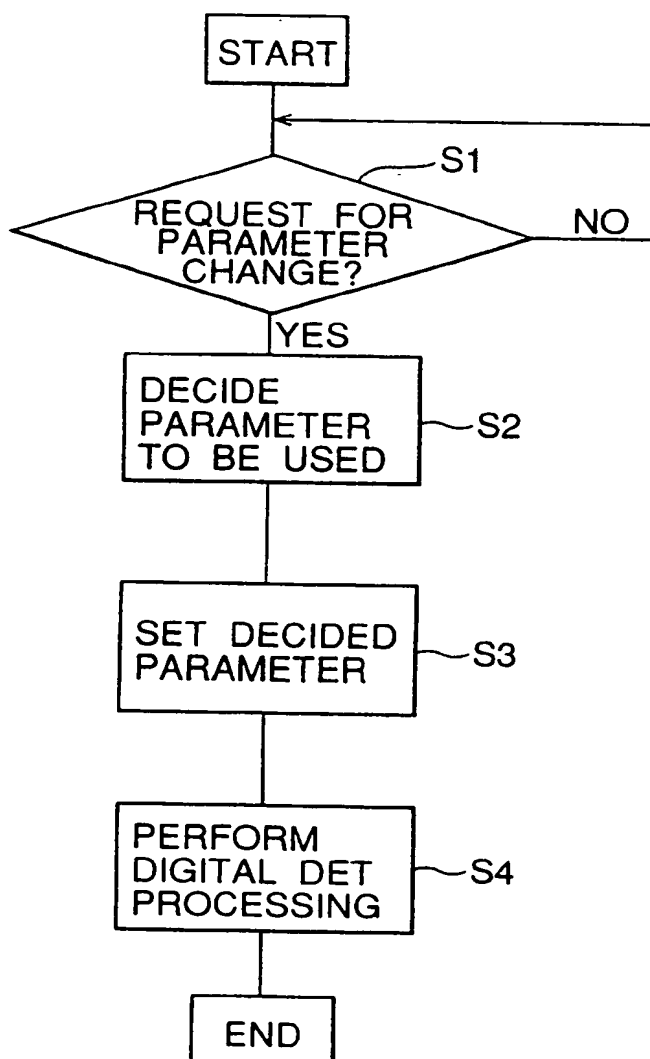 START
S1
REQUEST FOR
PARAMETER
CHANGE?
NO
YES
DECIDE
PARAMETER
TO BE USED
S2
SET DECIDED
PARAMETER
S3
PERFORM
DIGITAL DET
PROCESSING
S4
END